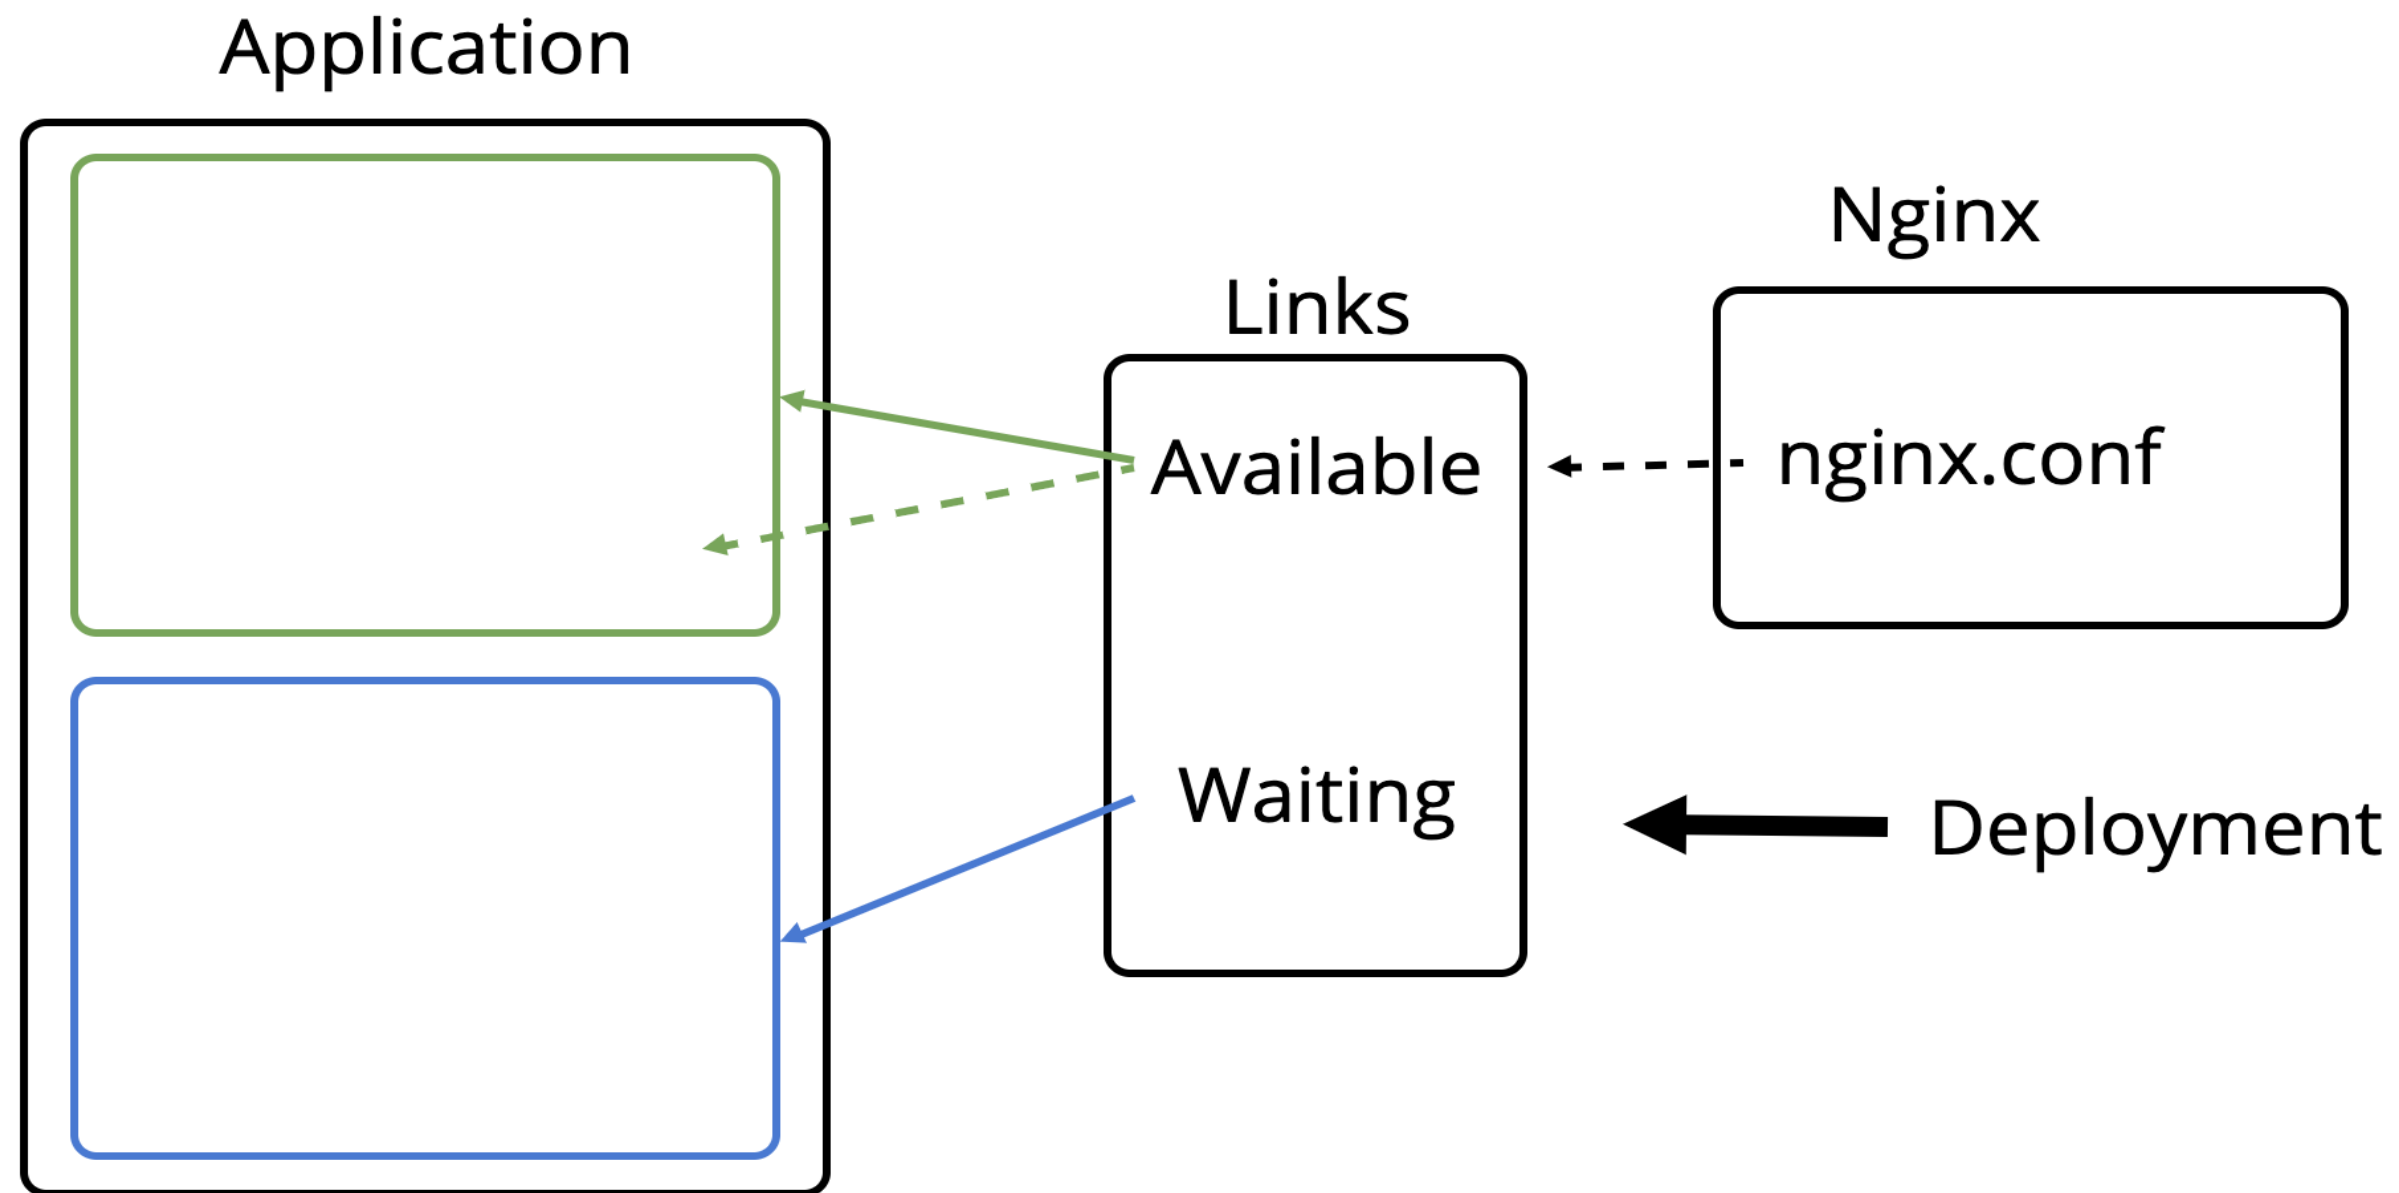 Application
Nginx
Links
Available
nginx.conf
Waiting
Deployment